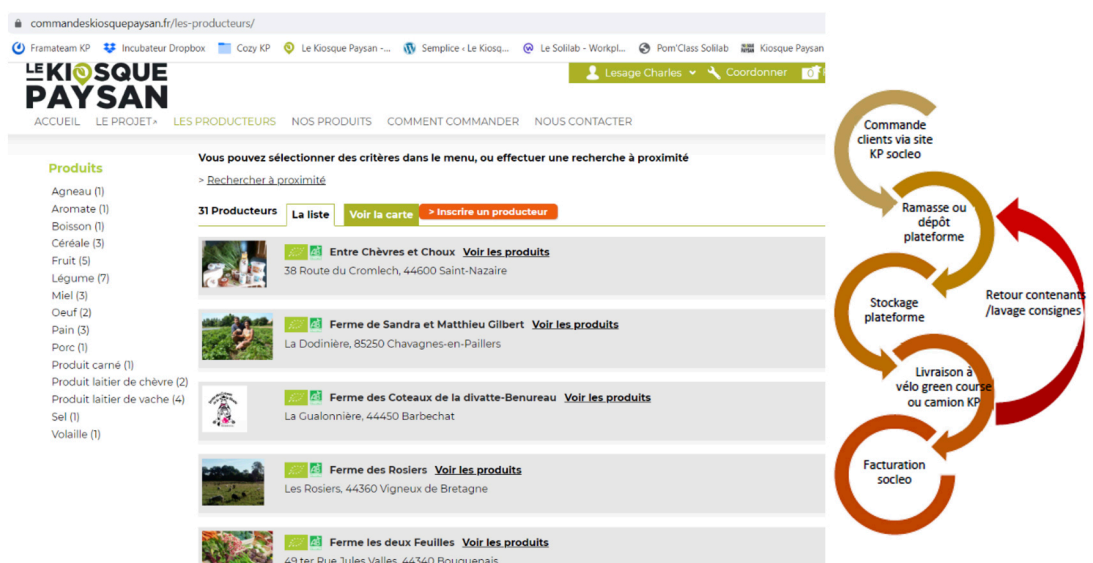 commandeskiosquepaysan.fr/les-producteurs/
Framateam KP Incubateur Dropbox Cozy KP Le Kiosque Paysan -... Semplice ‹ Le Kiosq... Le Solilab - Workpl... Pom'Class Solilab Kiosque Paysan
LE KIOSQUE
PAYSAN
Lesage Charles Coordonner 0
ACCUEIL LE PROJET LES PRODUCTEURS NOS PRODUITS COMMENT COMMANDER NOUS CONTACTER
Produits
Agneau (1)
Aromate (1)
Boisson (1)
Céréale (3)
Fruit (5)
Légume (7)
Miel (3)
Oeuf (2)
Pain (3)
Porc (1)
Produit carné (1)
Produit laitier de chèvre (2)
Produit laitier de vache (4)
Sel (1)
Volaille (1)
Vous pouvez sélectionner des critères dans le menu, ou effectuer une recherche à proximité
> Rechercher à proximité
31 Producteurs La liste Voir la carte > Inscrire un producteur
Entre Chèvres et Choux Voir les produits
38 Route du Cromlech, 44600 Saint-Nazaire
Ferme de Sandra et Matthieu Gilbert Voir les produits
La Dodinière, 85250 Chavagnes-en-Paillers
Ferme des Coteaux de la divatte-Benureau Voir les produits
La Gualonnière, 44450 Barbechat
Ferme des Rosiers Voir les produits
Les Rosiers, 44360 Vigneux de Bretagne
Ferme les deux Feuilles Voir les produits
49 ter Rue Jules Valles, 44340 Bouguenais
Commande
clients via site
KP socleo
Ramasse ou
dépôt
plateforme
Stockage
plateforme
Retour contenants
/lavage consignes
Livraison à
vélo green course
ou camion KP
Facturation
socleo